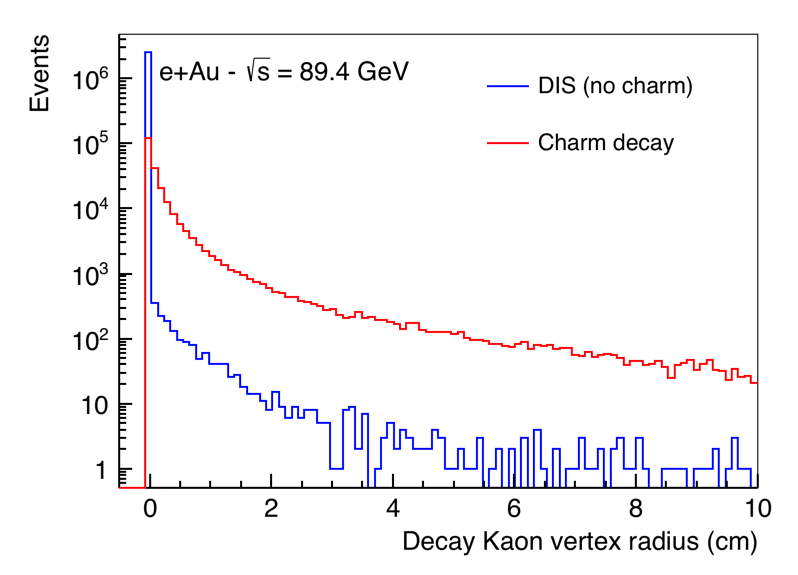 Events
10⁶
10⁵
10⁴
10³
10²
10
1
e+Au - √s = 89.4 GeV
DIS (no charm)
Charm decay
0 2 4 6 8 10
Decay Kaon vertex radius (cm)